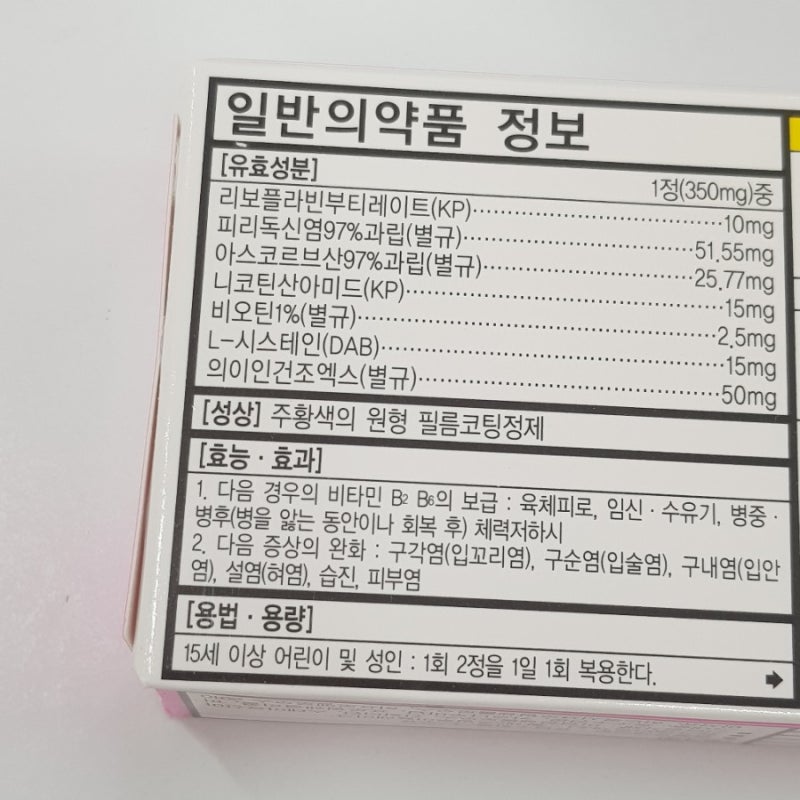 일반의약품 정보
[유효성분] 1정(350mg)중
리보플라빈부티레이트(KP)····························10mg
피리독신염97%과립(별규)····························51.55mg
아스코르브산97%과립(별규)····························25.77mg
니코틴산아미드(KP)····························15mg
비오틴1%(별규)····························2.5mg
L-시스테인(DAB)····························15mg
의이인건조엑스(별규)····························50mg
[성상] 주황색의 원형 필름코팅정제
[효능·효과]
1. 다음 경우의 비타민 B₂ B₆의 보급 : 육체피로, 임신·수유기, 병중·
병후(병을 앓는 동안이나 회복 후) 체력저하시
2. 다음 증상의 완화 : 구각염(입꼬리염), 구순염(입술염), 구내염(입안
염), 설염(혀염), 습진, 피부염
[용법·용량]
15세 이상 어린이 및 성인 : 1회 2정을 1일 1회 복용한다.